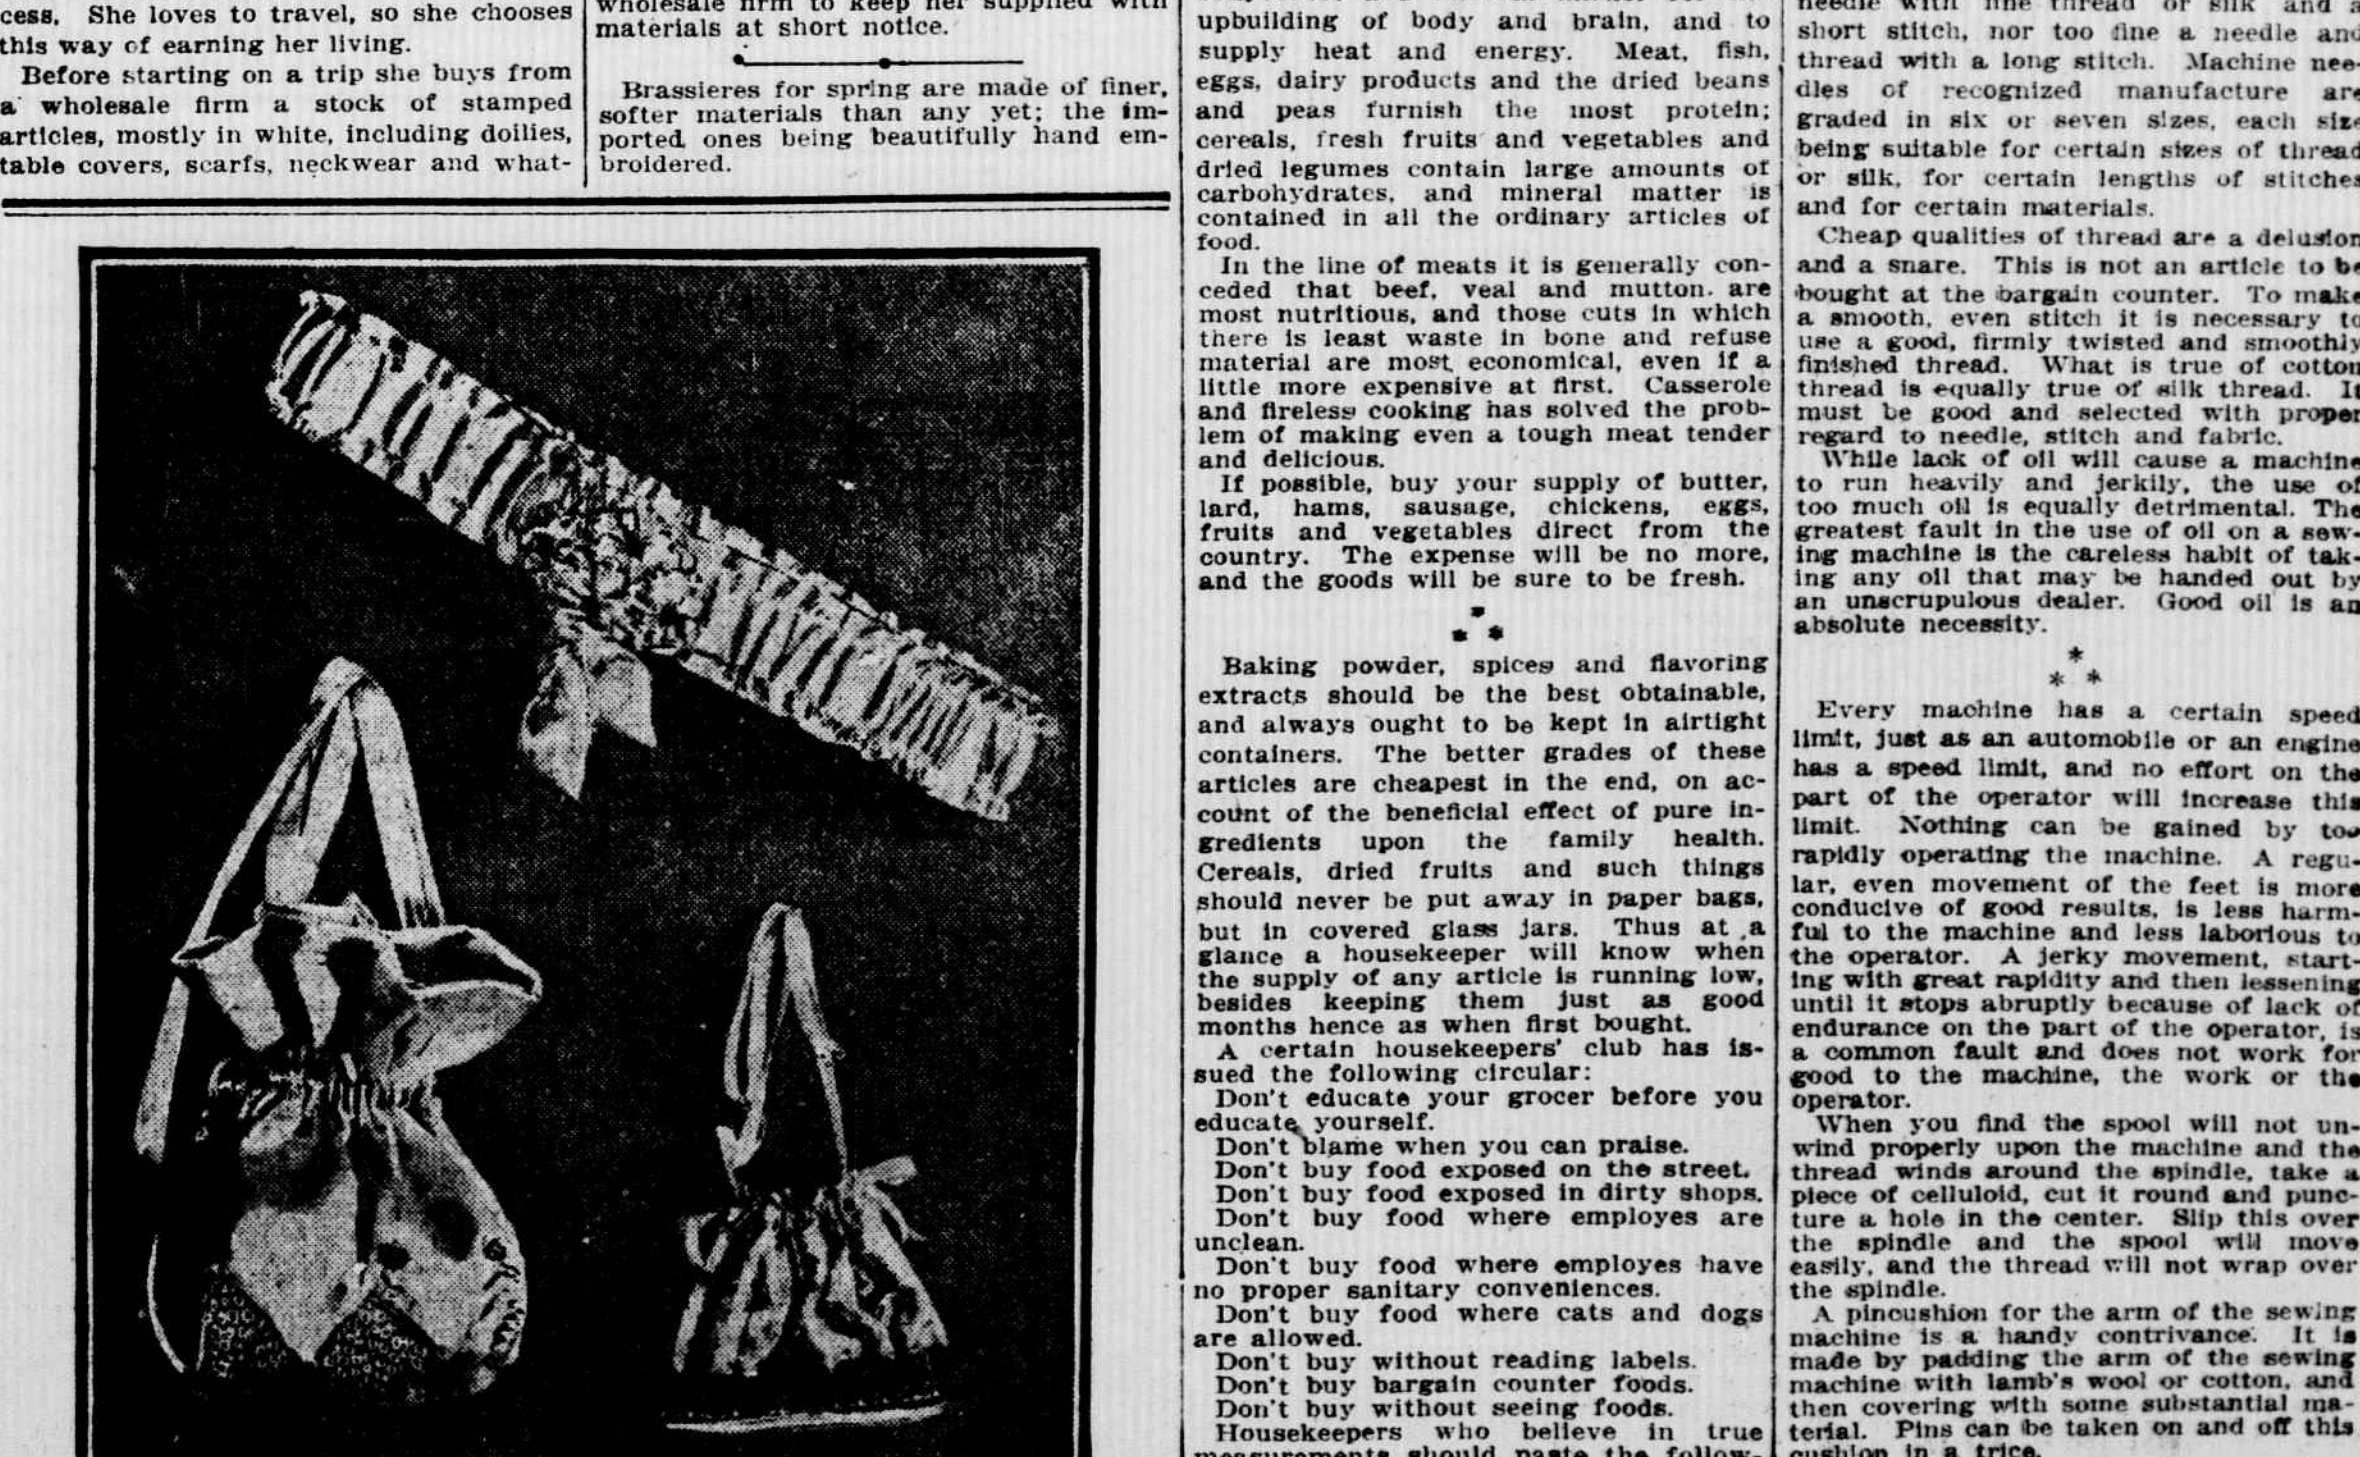 cess. She loves to travel, so she chooses
this way of earning her living.
Before starting on a trip she buys from
a wholesale firm a stock of stamped
articles, mostly in white, including doilies,
table covers, scarfs, neckwear and what-
wholesale firm to keep her supplied with
materials at short notice.
Brassieres for spring are made of finer,
softer materials than any yet; the im-
ported ones being beautifully hand em-
broidered.
upbuilding of body and brain, and to
supply heat and energy. Meat, fish,
eggs, dairy products and the dried beans
and peas furnish the most protein;
cereals, fresh fruits and vegetables and
dried legumes contain large amounts of
carbohydrates, and mineral matter is
contained in all the ordinary articles of
food.
In the line of meats it is generally con-
ceded that beef, veal and mutton. are
most nutritious, and those cuts in which
there is least waste in bone and refuse
material are most economical, even if a
little more expensive at first. Casserole
and fireless cooking has solved the prob-
lem of making even a tough meat tender
and delicious.
If possible, buy your supply of butter,
lard, hams, sausage, chickens, eggs,
fruits and vegetables direct from the
country. The expense will be no more,
and the goods will be sure to be fresh.
*
* *
Baking powder, spices and flavoring
extracts should be the best obtainable,
and always ought to be kept in airtight
containers. The better grades of these
articles are cheapest in the end, on ac-
count of the beneficial effect of pure in-
gredients upon the family health.
Cereals, dried fruits and such things
should never be put away in paper bags,
but in covered glass jars. Thus at a
glance a housekeeper will know when
the supply of any article is running low,
besides keeping them just as good
months hence as when first bought.
A certain housekeepers' club has is-
sued the following circular:
Don't educate your grocer before you
educate yourself.
Don't blame when you can praise.
Don't buy food exposed on the street.
Don't buy food exposed in dirty shops.
Don't buy food where employes are
unclean.
Don't buy food where employes have
no proper sanitary conveniences.
Don't buy food where cats and dogs
are allowed.
Don't buy without reading labels.
Don't buy bargain counter foods.
Don't buy without seeing foods.
Housekeepers who believe in true
measurements should paste the follow-
needle with fine thread or silk and a
short stitch, nor too fine a needle and
thread with a long stitch. Machine nee-
dles of recognized manufacture are
graded in six or seven sizes, each size
being suitable for certain sizes of thread
or silk, for certain lengths of stitches
and for certain materials.
Cheap qualities of thread are a delusion
and a snare. This is not an article to be
bought at the bargain counter. To make
a smooth, even stitch it is necessary to
use a good, firmly twisted and smoothly
finished thread. What is true of cotton
thread is equally true of silk thread. It
must be good and selected with proper
regard to needle, stitch and fabric.
While lack of oil will cause a machine
to run heavily and jerkily, the use of
too much oil is equally detrimental. The
greatest fault in the use of oil on a sew-
ing machine is the careless habit of tak-
ing any oil that may be handed out by
an unscrupulous dealer. Good oil is an
absolute necessity.
*
* *
Every machine has a certain speed
limit, just as an automobile or an engine
has a speed limit, and no effort on the
part of the operator will increase this
limit. Nothing can be gained by too
rapidly operating the machine. A regu-
lar, even movement of the feet is more
conducive of good results, is less harm-
ful to the machine and less laborious to
the operator. A jerky movement, start-
ing with great rapidity and then lessening
until it stops abruptly because of lack of
endurance on the part of the operator, is
a common fault and does not work for
good to the machine, the work or the
operator.
When you find the spool will not un-
wind properly upon the machine and the
thread winds around the spindle, take a
piece of celluloid, cut it round and punc-
ture a hole in the center. Slip this over
the spindle and the spool will move
easily, and the thread will not wrap over
the spindle.
A pincushion for the arm of the sewing
machine is a handy contrivance. It is
made by padding the arm of the sewing
machine with lamb's wool or cotton, and
then covering with some substantial ma-
terial. Pins can be taken on and off this
cushion in a trice.